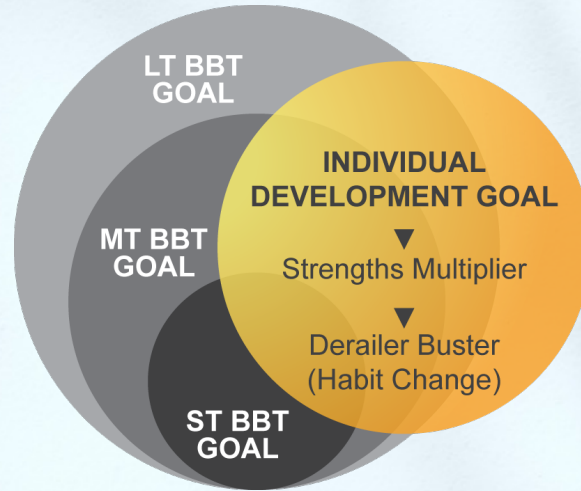 LT BBT
GOAL
MT BBT
GOAL
ST BBT
GOAL
INDIVIDUAL
DEVELOPMENT GOAL
▼
Strengths Multiplier
▼
Derailer Buster
(Habit Change)